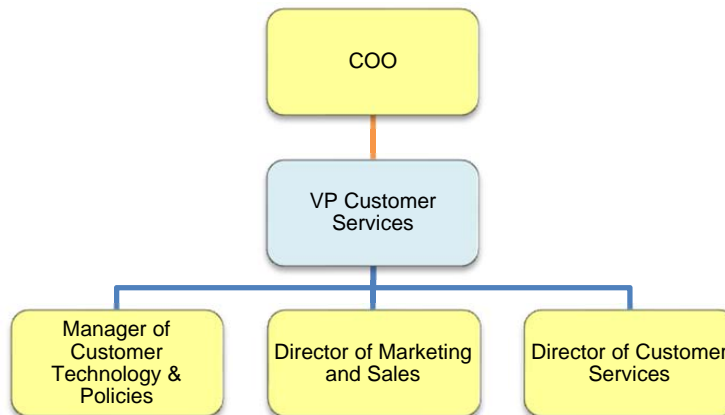 COO
VP Customer
Services
Manager of
Customer
Technology &
Policies
Director of Marketing
and Sales
Director of Customer
Services